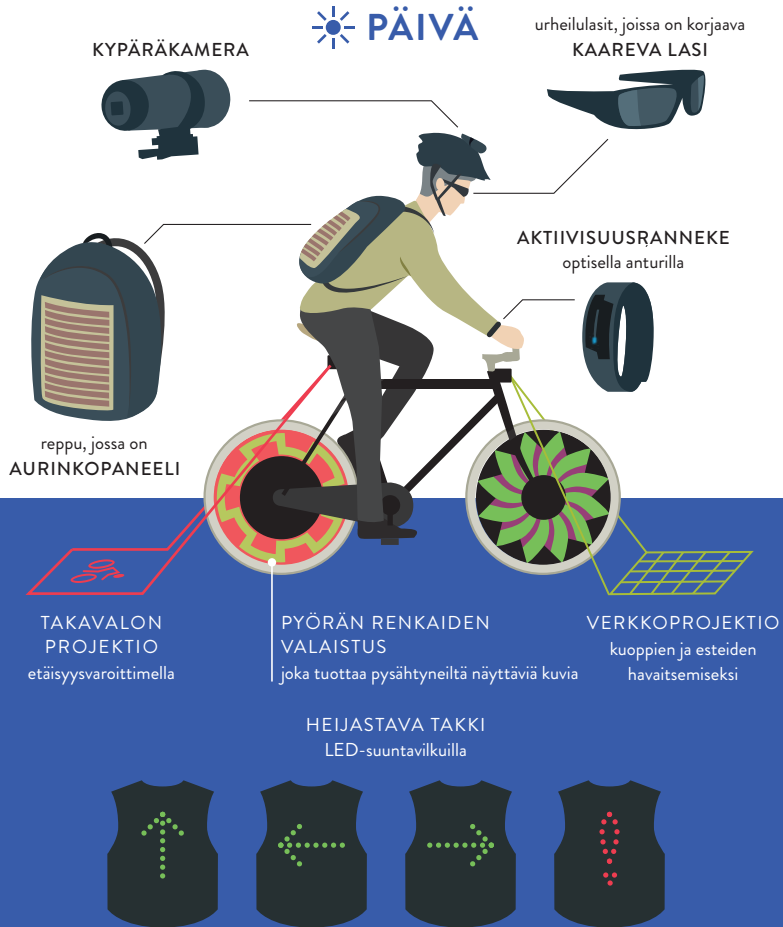 PÄIVÄ
KYPÄRÄKAMERA
urheilulasit, joissa on korjaava
KAAREVA LASI
AKTIIVISUUSRANNEKE
optisella anturilla
reppu, jossa on
AURINKOPANEELI
TAKAVALON
PROJEKTIO
etäisyysvaroittimella
PYÖRÄN RENKAIDEN
VALAISTUS
joka tuottaa pysähtyneiltä näyttäviä kuvia
VERKKOPROJEKTIO
kuoppien ja esteiden
havaitsemiseksi
HEIJASTAVA TAKKI
LED-suuntavilkuilla